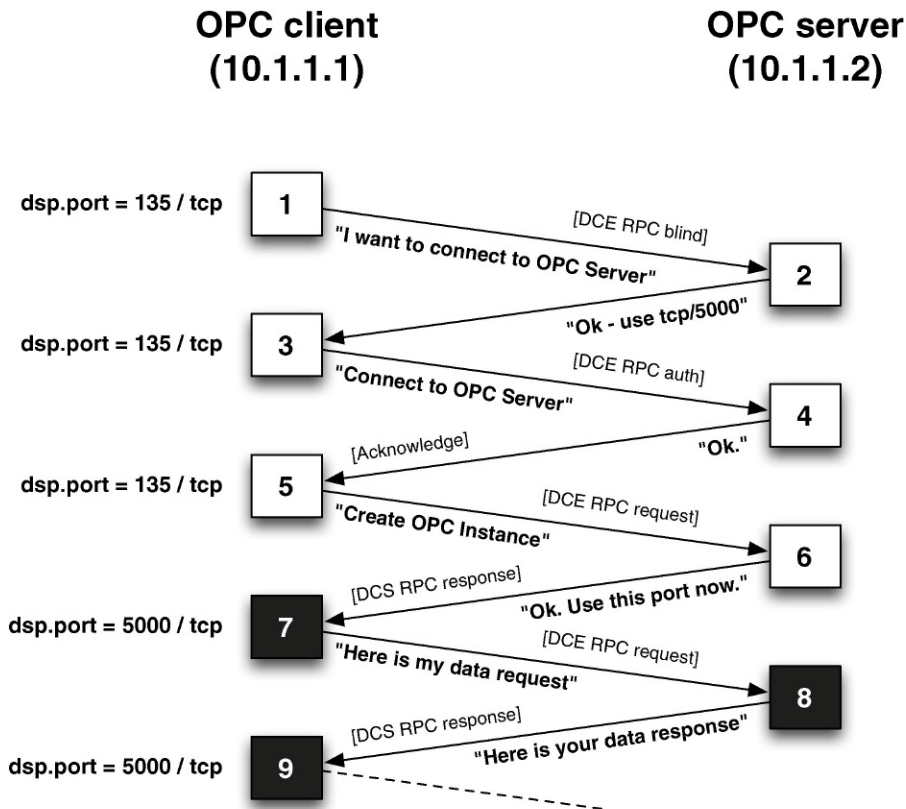 OPC client
(10.1.1.1)
OPC server
(10.1.1.2)
dsp.port = 135 / tcp
1
[DCE RPC blind]
"I want to connect to OPC Server"
2
"Ok - use tcp/5000"
dsp.port = 135 / tcp
3
[DCE RPC auth]
"Connect to OPC Server"
4
"Ok."
[Acknowledge]
dsp.port = 135 / tcp
5
[DCE RPC request]
"Create OPC Instance"
6
"Ok. Use this port now."
[DCS RPC response]
dsp.port = 5000 / tcp
7
[DCE RPC request]
"Here is my data request"
8
"Here is your data response"
[DCS RPC response]
dsp.port = 5000 / tcp
9